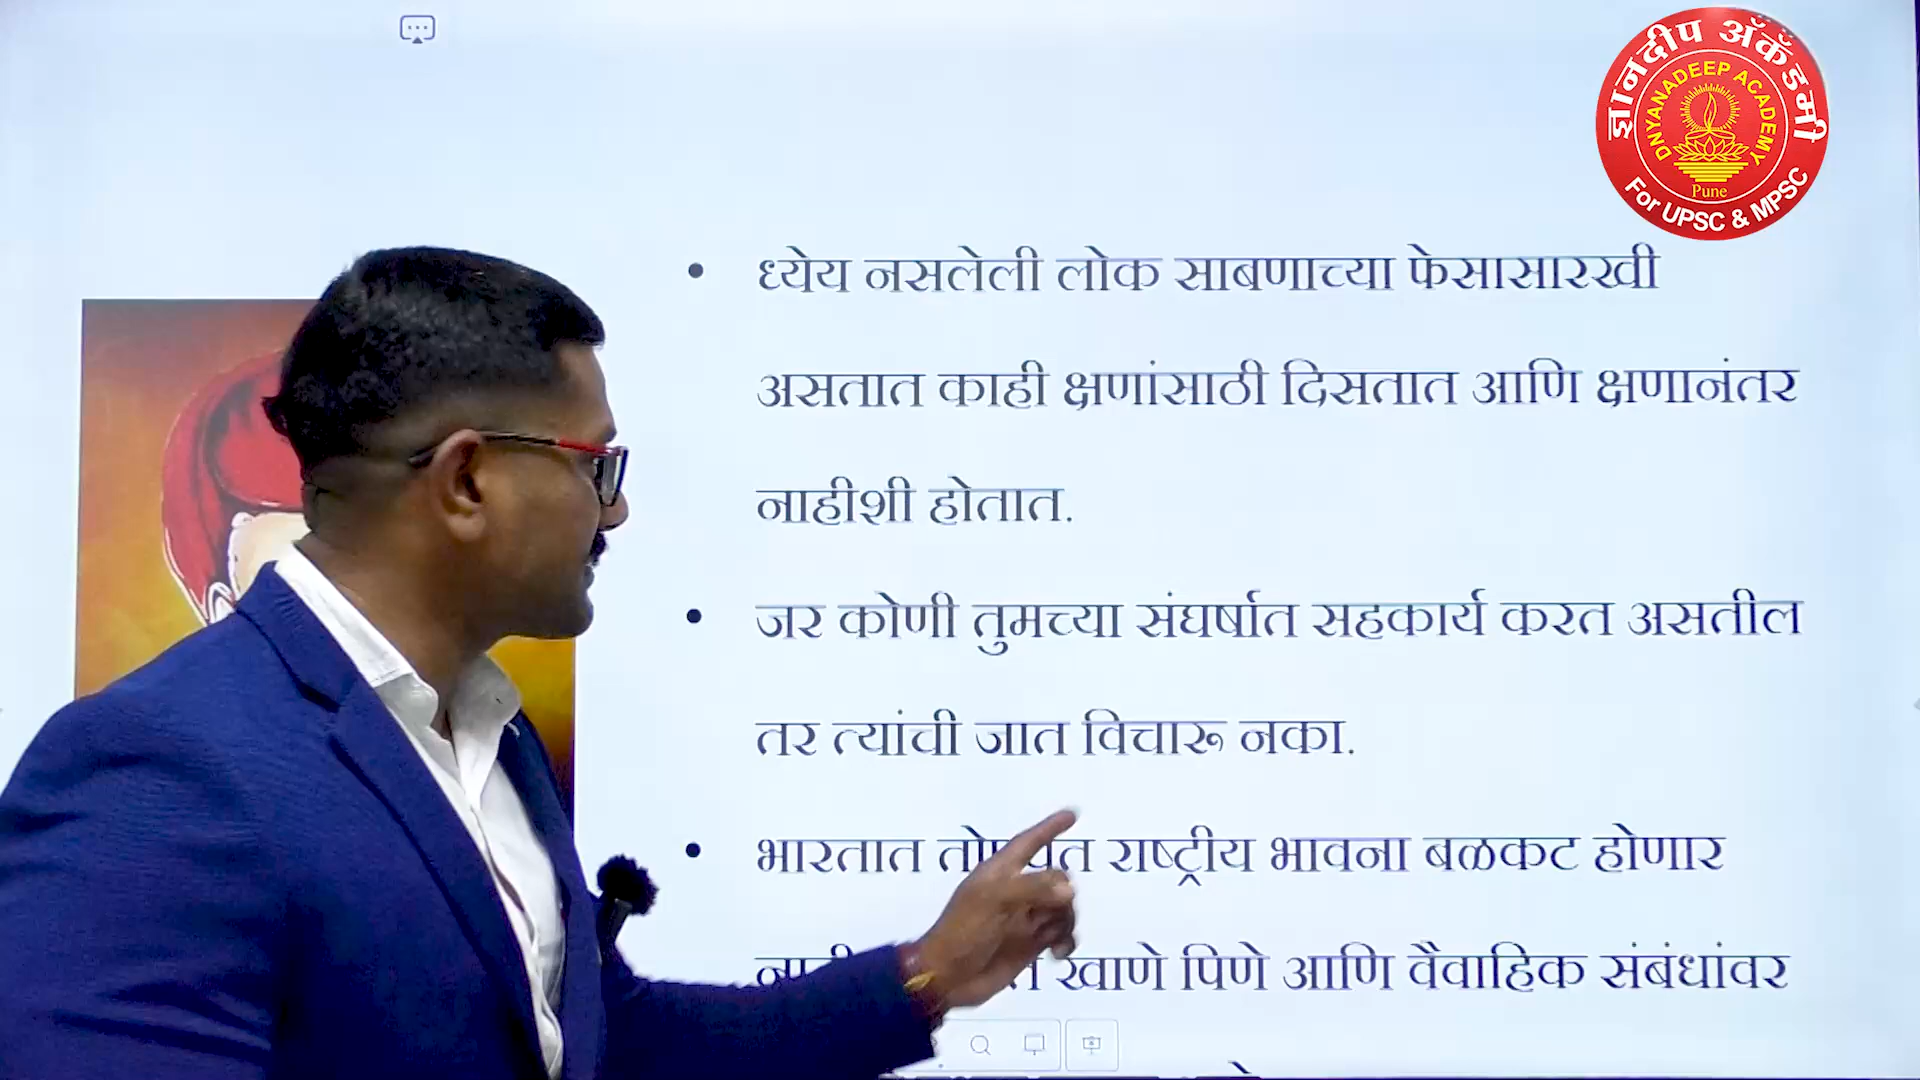 ज्ञानदीप ॲकॅडमी
DNYANADEEP ACADEMY
Pune
For UPSC & MPSC
• ध्येय नसलेली लोक साबणाच्या फेसासारखी
असतात काही क्षणांसाठी दिसतात आणि क्षणानंतर
नाहीशी होतात.
• जर कोणी तुमच्या संघर्षात सहकार्य करत असतील
तर त्यांची जात विचारू नका.
• भारतात राष्ट्रीय भावना बळकट होणार
खाणे पिणे आणि वैवाहिक संबंधांवर